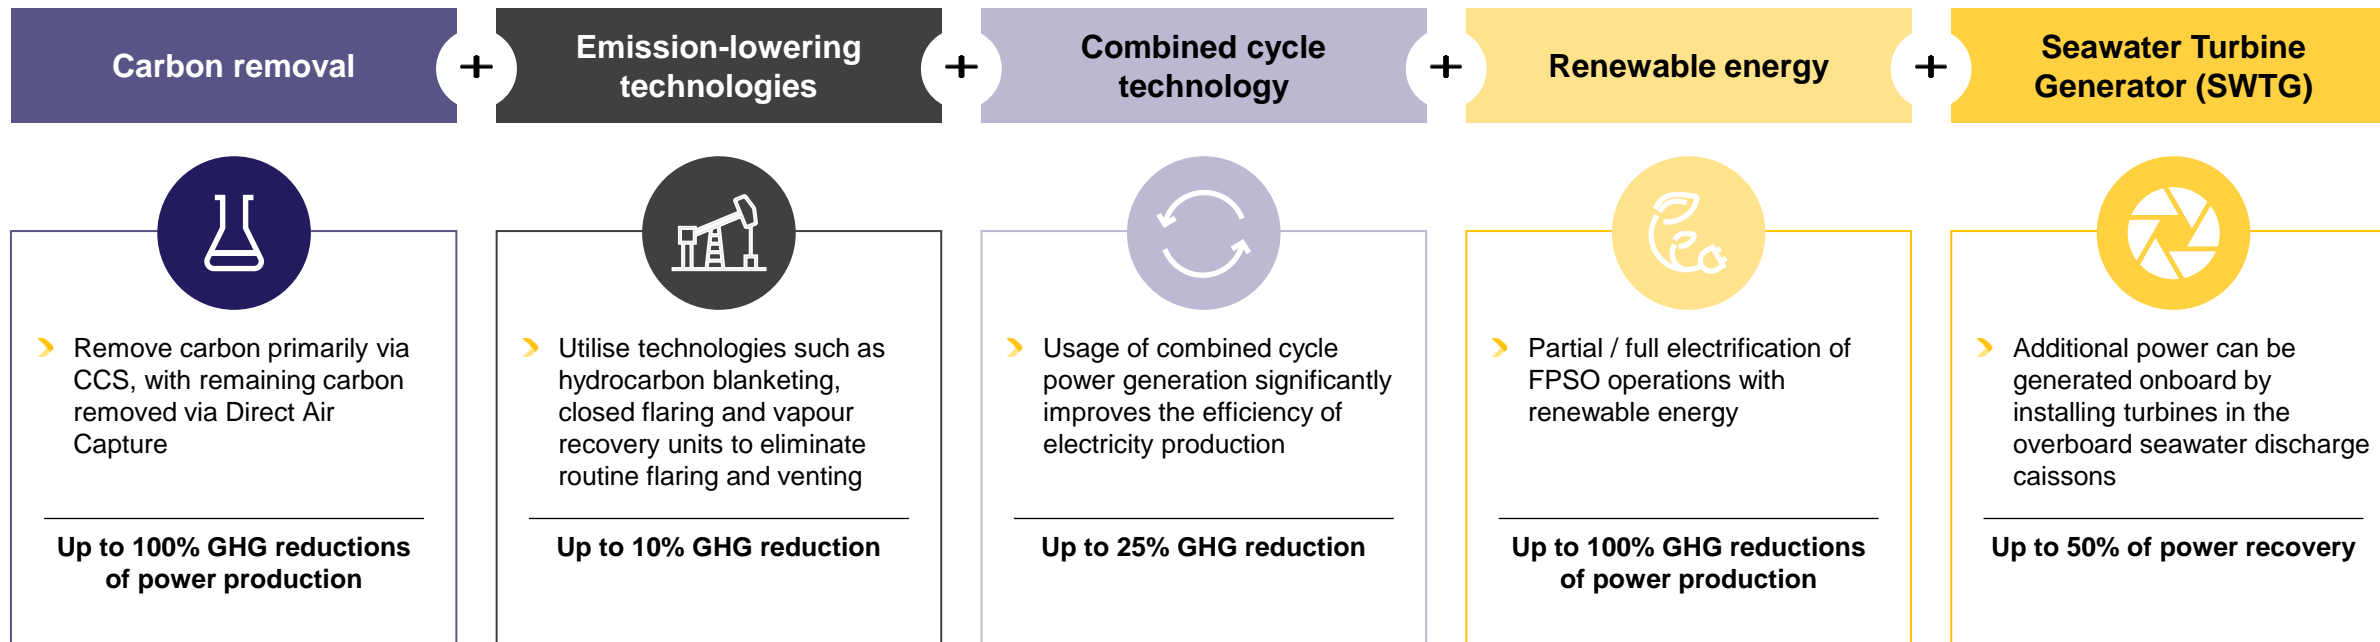 Carbon removal
+
Emission-lowering
technologies
+
Combined cycle
technology
+
Renewable energy
+
Seawater Turbine
Generator (SWTG)
Remove carbon primarily via
CCS, with remaining carbon
removed via Direct Air
Capture
Up to 100% GHG reductions
of power production
Utilise technologies such as
hydrocarbon blanketing,
closed flaring and vapour
recovery units to eliminate
routine flaring and venting
Up to 10% GHG reduction
Usage of combined cycle
power generation significantly
improves the efficiency of
electricity production
Up to 25% GHG reduction
Partial / full electrification of
FPSO operations with
renewable energy
Up to 100% GHG reductions
of power production
Additional power can be
generated onboard by
installing turbines in the
overboard seawater discharge
caissons
Up to 50% of power recovery